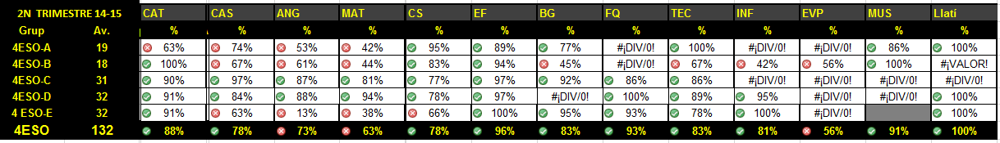 2N TRIMESTRE 14-15 CAT CAS ANG MAT CS EF BG FQ TEC INF EVP MUS Llatí
Grup Av. % % % % % % % % % % % % %
4ESO-A 19 63% 74% 53% 42% 95% 89% 77% #¡DIV/0! 100% #¡DIV/0! #¡DIV/0! 86% 100%
4ESO-B 18 100% 67% 61% 44% 83% 94% 45% #¡DIV/0! 67% 42% 56% 100% #¡VALOR!
4ESO-C 31 90% 97% 87% 81% 77% 97% 92% 86% 86% #¡DIV/0! #¡DIV/0! #¡DIV/0! #¡DIV/0!
4ESO-D 32 91% 84% 88% 94% 78% 97% #¡DIV/0! 100% 89% 95% #¡DIV/0! #¡DIV/0! 100%
4 ESO-E 32 91% 63% 13% 38% 66% 100% 95% 93% 78% 100% #¡DIV/0! 100%
4ESO 132 88% 78% 73% 63% 78% 96% 83% 93% 83% 81% 56% 91% 100%